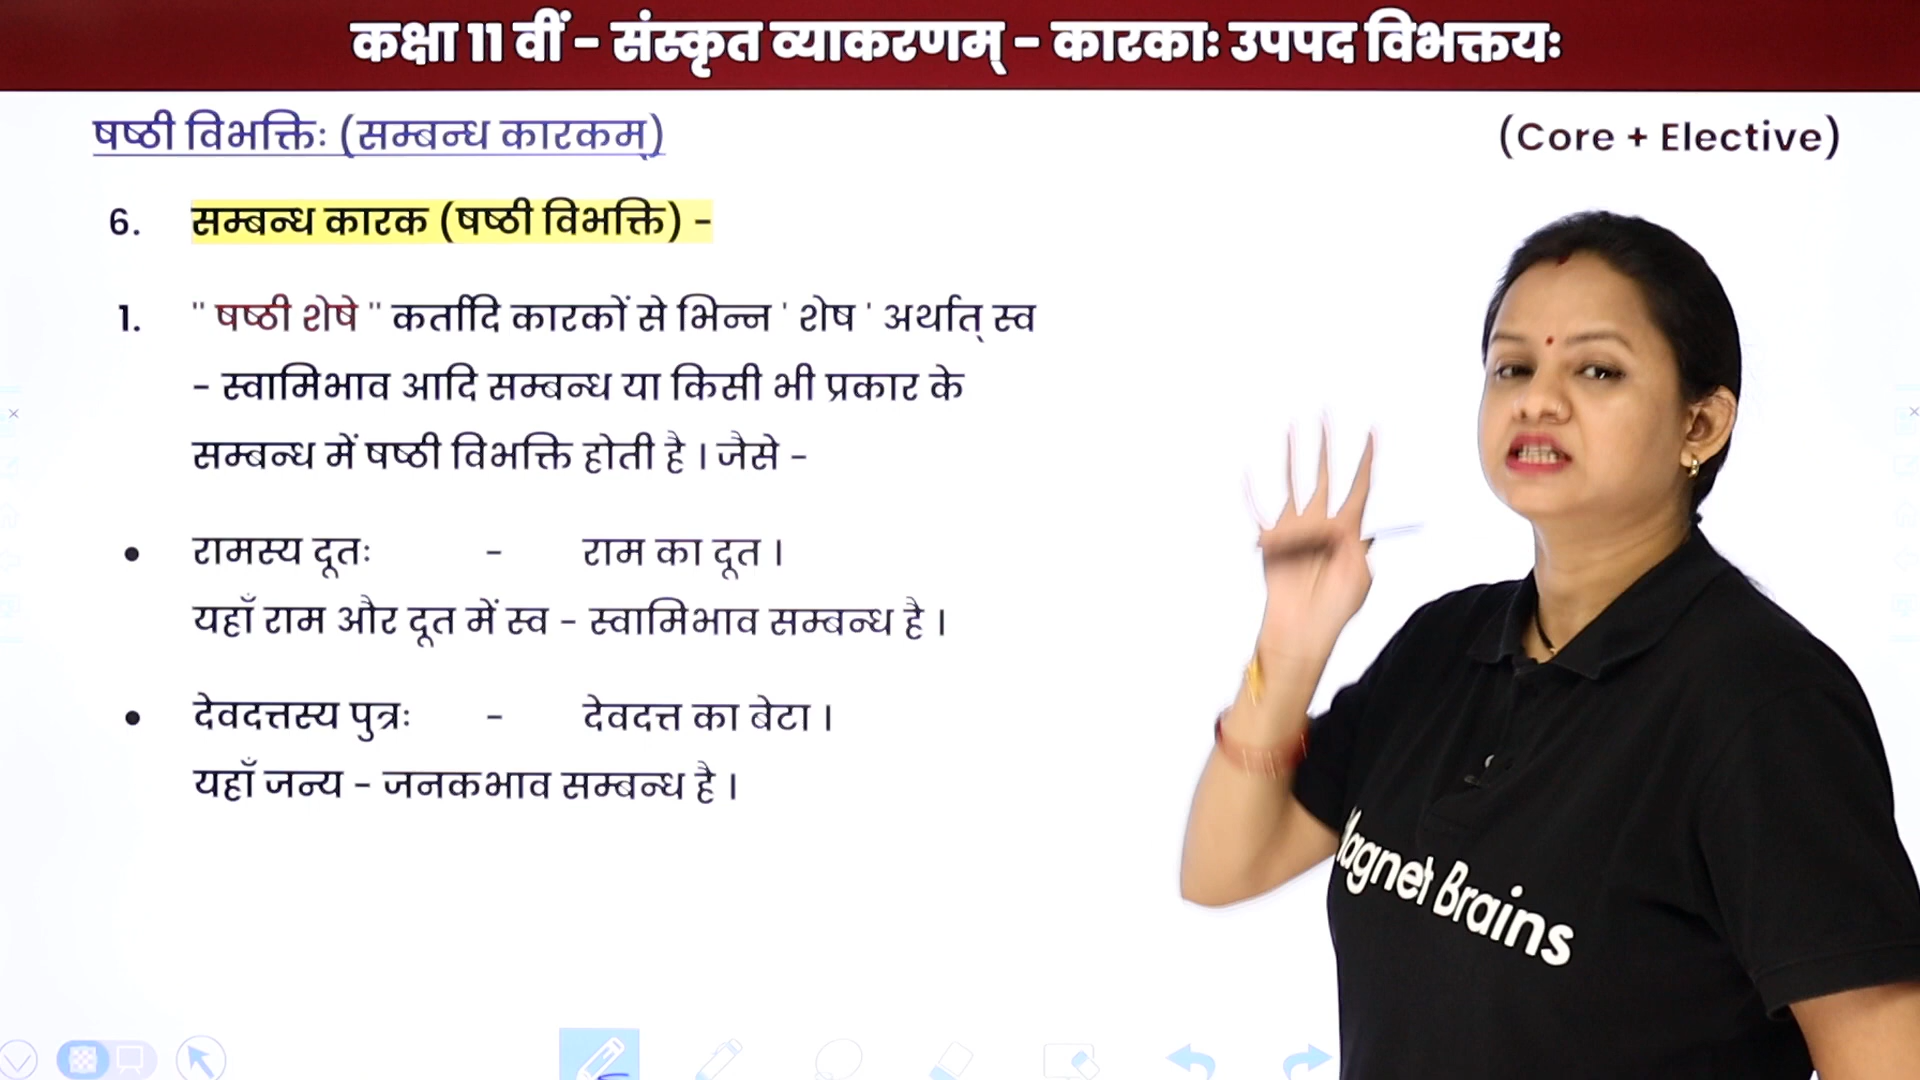 कक्षा 11 वीं - संस्कृत व्याकरणम् - कारकाः उपपद विभक्तयः
षष्ठी विभक्तिः (सम्बन्ध कारकम्)
(Core + Elective)
6. सम्बन्ध कारक (षष्ठी विभक्ति) -
1. " षष्ठी शेषे " कर्तादि कारकों से भिन्न ' शेष ' अर्थात् स्व
- स्वामिभाव आदि सम्बन्ध या किसी भी प्रकार के
सम्बन्ध में षष्ठी विभक्ति होती है । जैसे -
• रामस्य दूतः - राम का दूत ।
यहाँ राम और दूत में स्व - स्वामिभाव सम्बन्ध है ।
• देवदत्तस्य पुत्रः - देवदत्त का बेटा ।
यहाँ जन्य - जनकभाव सम्बन्ध है ।
Magnet Brains